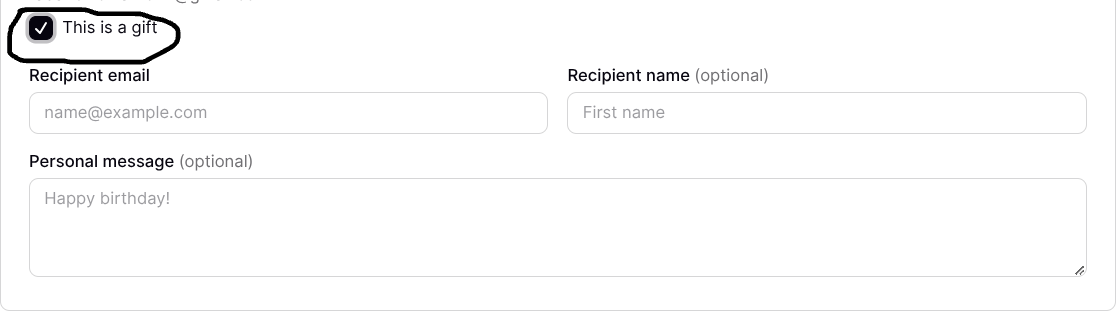 This is a gift
Recipient email
Recipient name (optional)
name@example.com
First name
Personal message (optional)
Happy birthday!